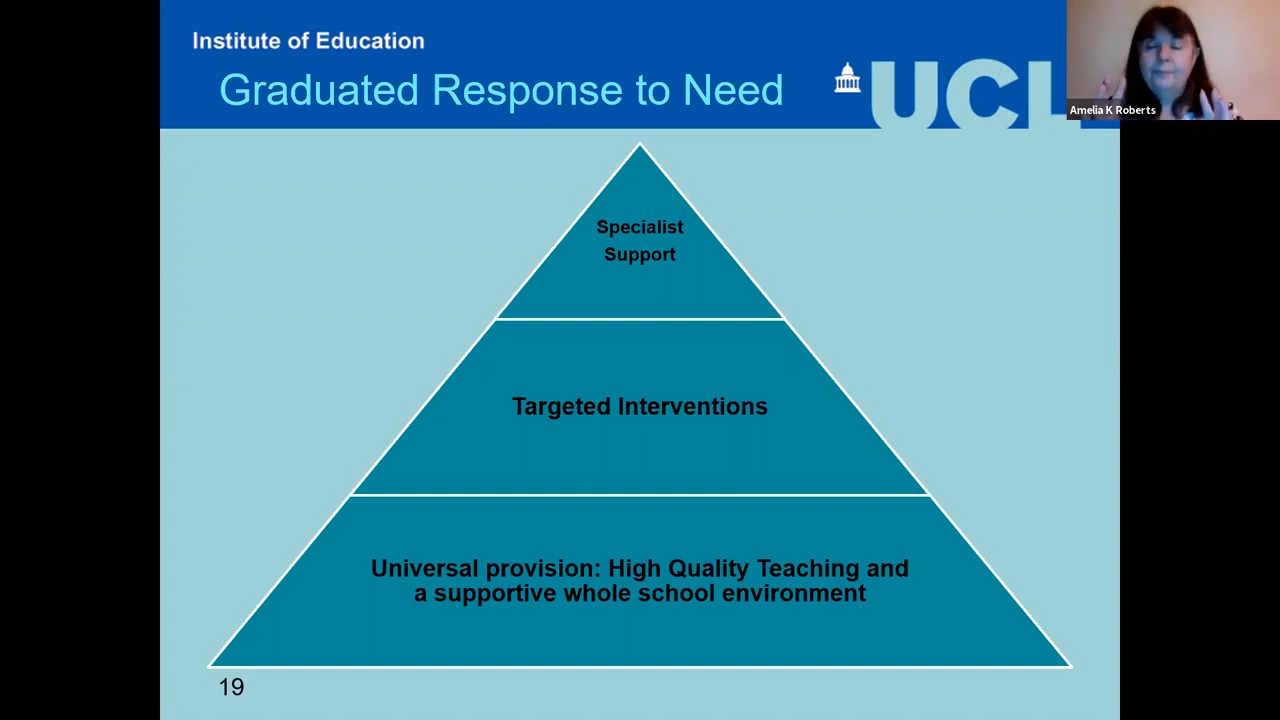 Institute of Education
Graduated Response to Need
UCL
Amelia K Roberts
Specialist
Support
Targeted Interventions
Universal provision: High Quality Teaching and
a supportive whole school environment
19